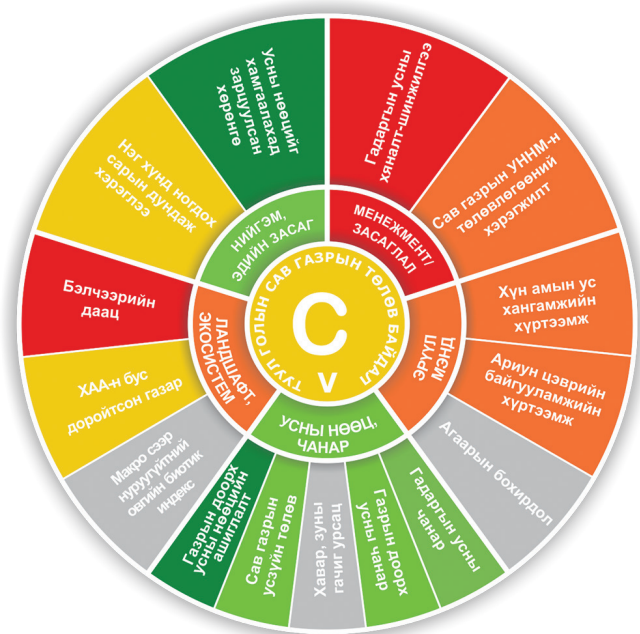 Усны нөөцийг
хамгаалахад
зарцуулсан
хөрөнгө
Гадаргын усны
хяналт-шинжилгээ
Сав газрын УННМ-н
төлөвлөгөөний
хэрэгжилт
Хүн амын ус
хангамжийн
хүртээмж
Ариун цэврийн
байгууламжийн
хүртээмж
Агаарын бохирдол
Гадаргын усны
чанар
Газрын доорх
усны чанар
Хавар, зуны
гачиг урсац
Сав газрын
усзүйн төлөв
Газрын доорх
усны нөөцийн
ашиглалт
Макро сээр
нуруугүйтний
овгийн биотик
индекс
ХАА-н бус
доройтсон газар
Бэлчээрийн
даац
Нэг хүнд ногдох
сарын дундаж
хэрэглээ
НИЙГЭМ,
ЭДИЙН ЗАСАГ
МЕНЕЖМЕНТ/
ЗАСАГЛАЛ
ЭРҮҮЛ
МЭНД
УСНЫ НӨӨЦ,
ЧАНАР
ЛАНДШАФТ,
ЭКОСИСТЕМ
ТУУЛ ГОЛЫН САВ ГАЗРЫН ТӨЛӨВ БАЙДАЛ
C
v